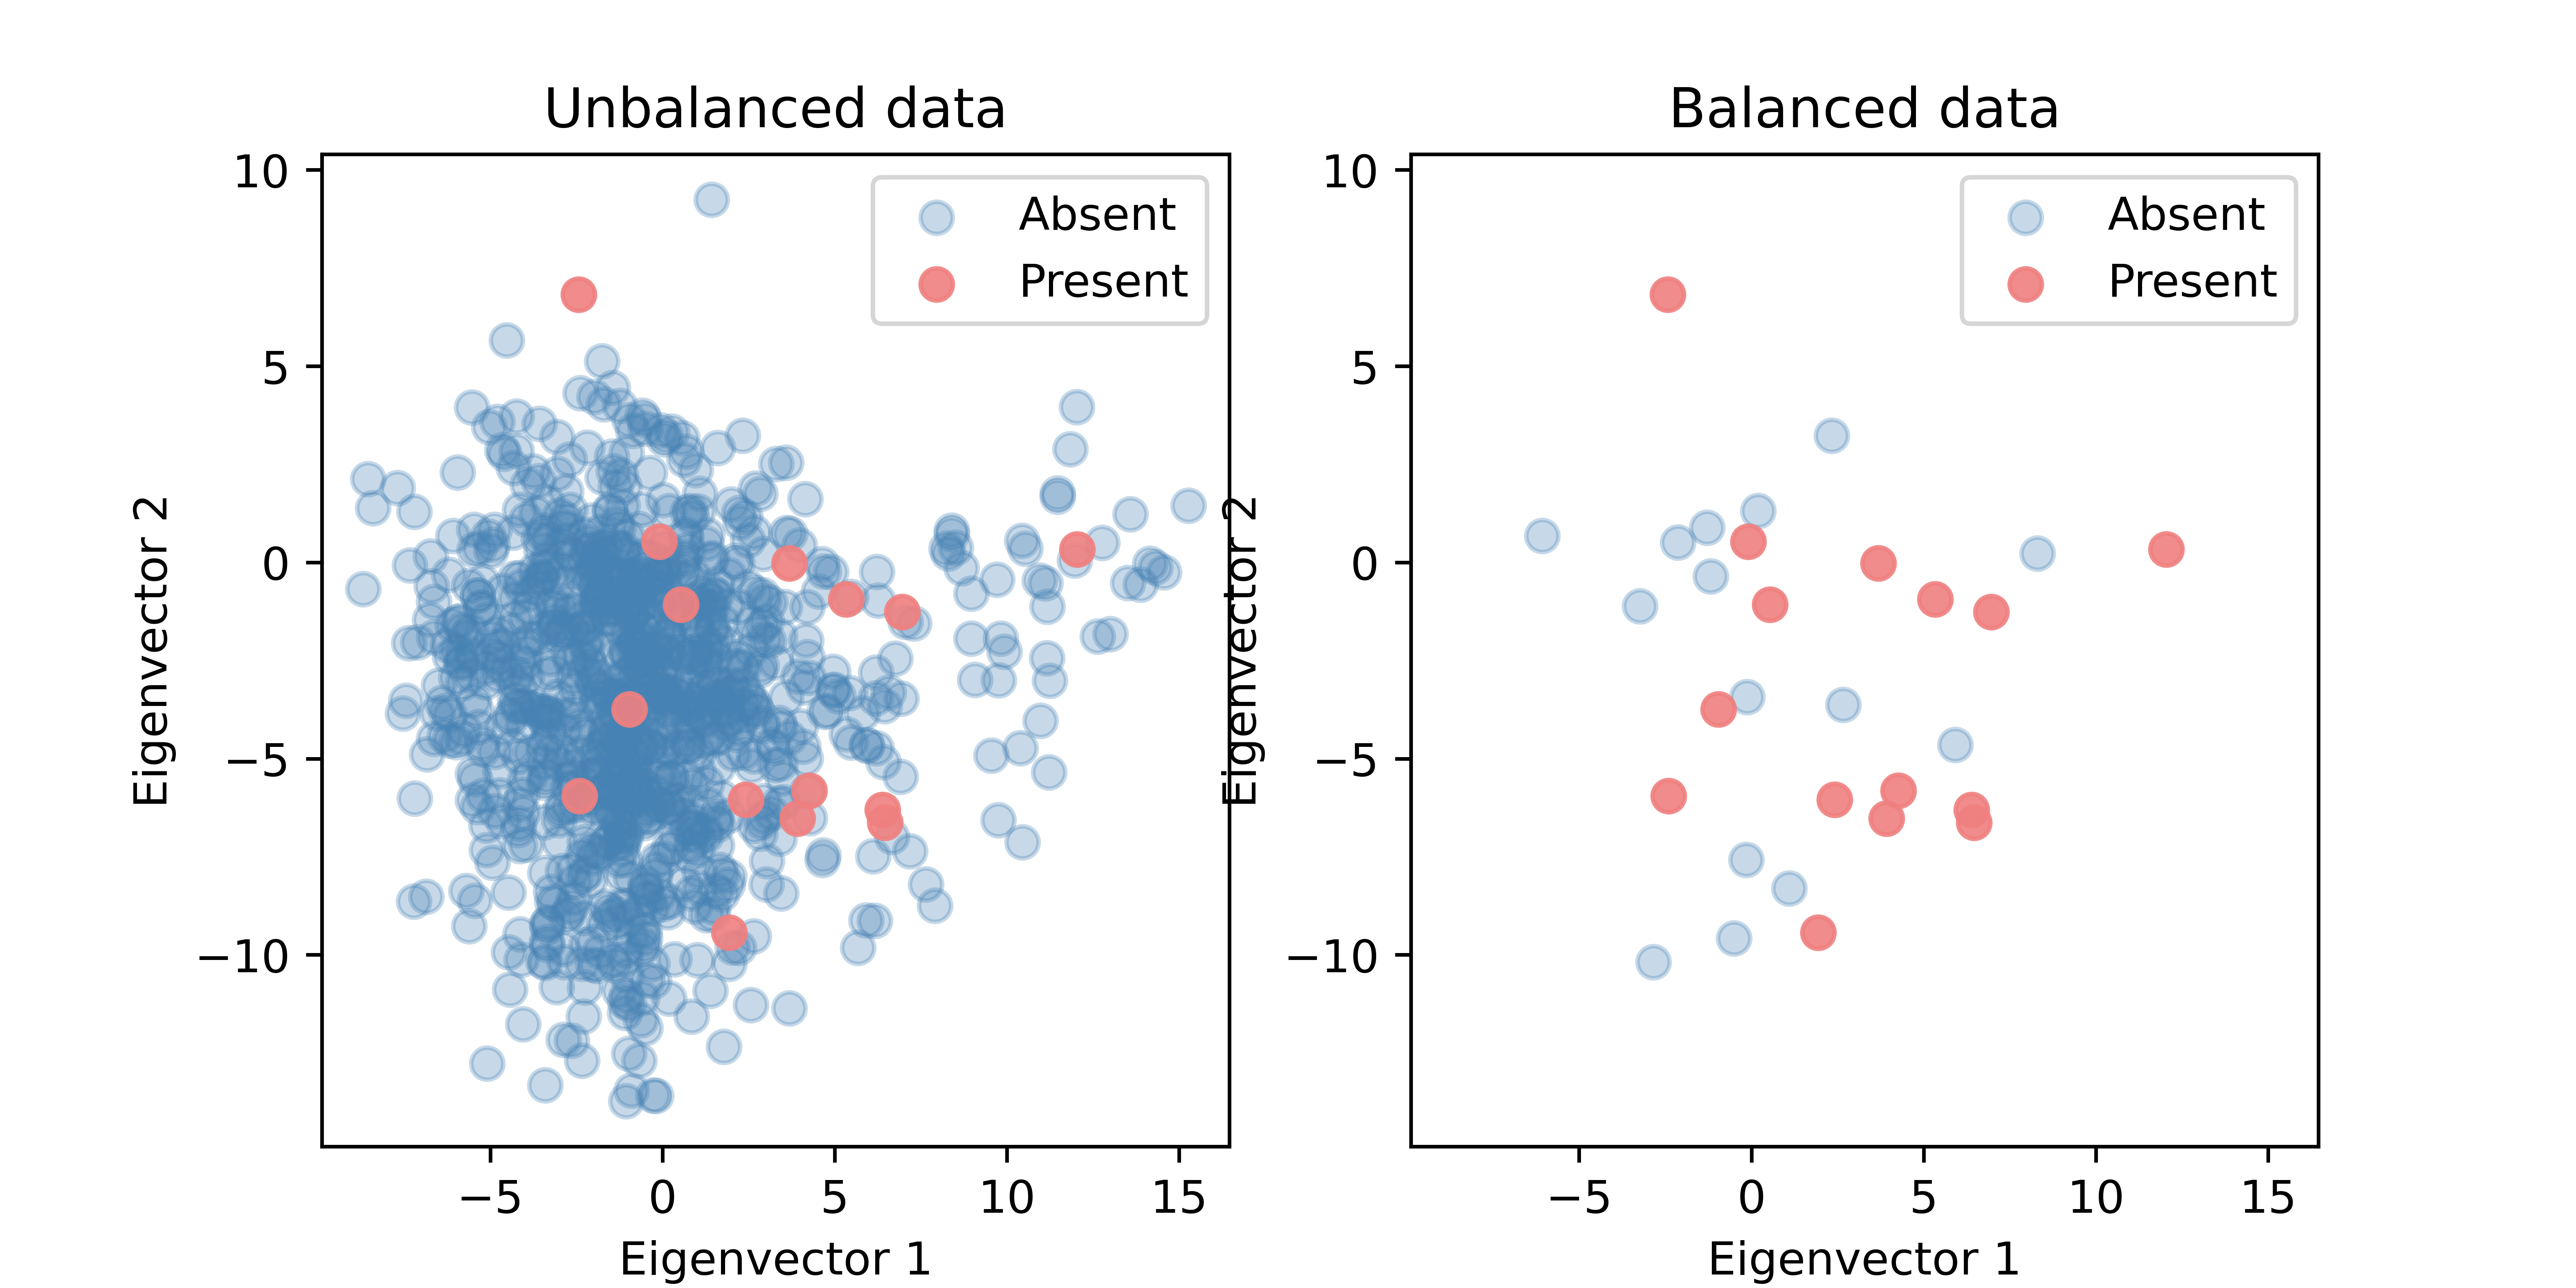 Unbalanced data
10
5
0
−5
−10
Eigenvector 2
Absent
Present
−5 0 5 10 15
Eigenvector 1
Balanced data
10
5
0
−5
−10
Eigenvector 2
Absent
Present
−5 0 5 10 15
Eigenvector 1